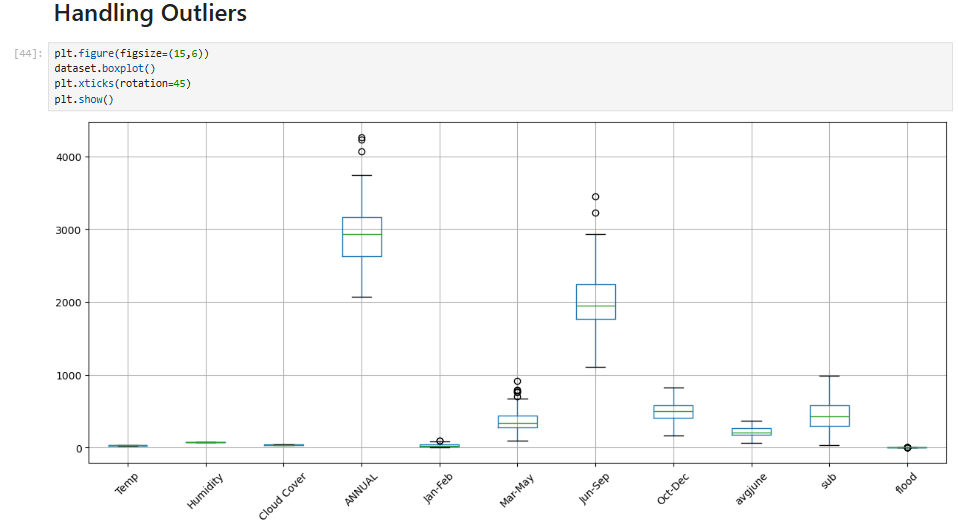 Handling Outliers
[44]:
plt.figure(figsize=(15,6))
dataset.boxplot()
plt.xticks(rotation=45)
plt.show()
4000
3000
2000
1000
0
Temp
Humidity
Cloud Cover
ANNUAL
Jan-Feb
Mar-May
Jun-Sep
Oct-Dec
avgjune
sub
flood